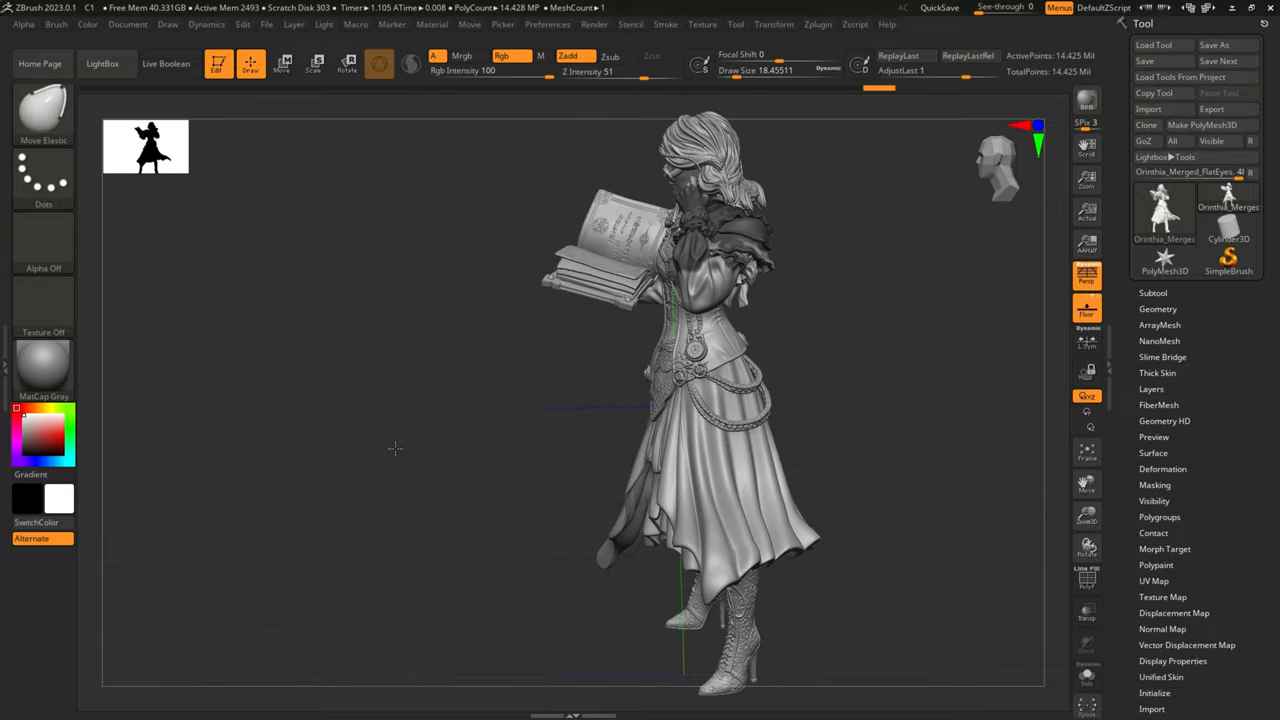 ZBrush 2023.0.1 C1 • Free Mem 40.331GB • Active Mem 2493 • Scratch Disk 303 • Timer▸1.105 ATime▸0.008 • PolyCount▸14.428 MP • MeshCount▸1
AC QuickSave See-through 0 Menus DefaultZScript
Alpha Brush Color Document Draw Dynamics Edit File Layer Light Macro Marker Material Movie Picker Preferences Render Stencil Stroke Texture Tool Transform Zplugin Zscript Help
Home Page LightBox Live Boolean Edit Draw Move Scale Rotate
A Mrgb Rgb M Zadd Zsub Zcut
Rgb Intensity 100 Z Intensity 51
S Focal Shift 0
Draw Size 18.45511 Dynamic
D ReplayLast ReplayLastRel
AdjustLast 1
ActivePoints: 14.425 Mil
TotalPoints: 14.425 Mil
Move Elastic
Dots
Alpha Off
Texture Off
MatCap Gray
Gradient
SwitchColor
Alternate
BPR
SPix 3
Scroll
Zoom
Actual
AAHalf
Dynamic
Persp
Floor
Dynamic
L.Sym
XYZ
Frame
Move
Zoom3D
Rotate
Line Fill
PolyF
Transp
Ghost
Dynamic
Solo
Xpose
Tool
Load Tool Save As
Save Save Next
Load Tools From Project
Copy Tool Paste Tool
Import Export
Clone Make PolyMesh3D
GoZ All Visible R
Lightbox▸Tools
Orinthia_Merged_FlatEyes. 48 R
Orinthia_Merged Orinthia_Merged
Cylinder3D
PolyMesh3D SimpleBrush
Subtool
Geometry
ArrayMesh
NanoMesh
Slime Bridge
Thick Skin
Layers
FiberMesh
Geometry HD
Preview
Surface
Deformation
Masking
Visibility
Polygroups
Contact
Morph Target
Polypaint
UV Map
Texture Map
Displacement Map
Normal Map
Vector Displacement Map
Display Properties
Unified Skin
Initialize
Import